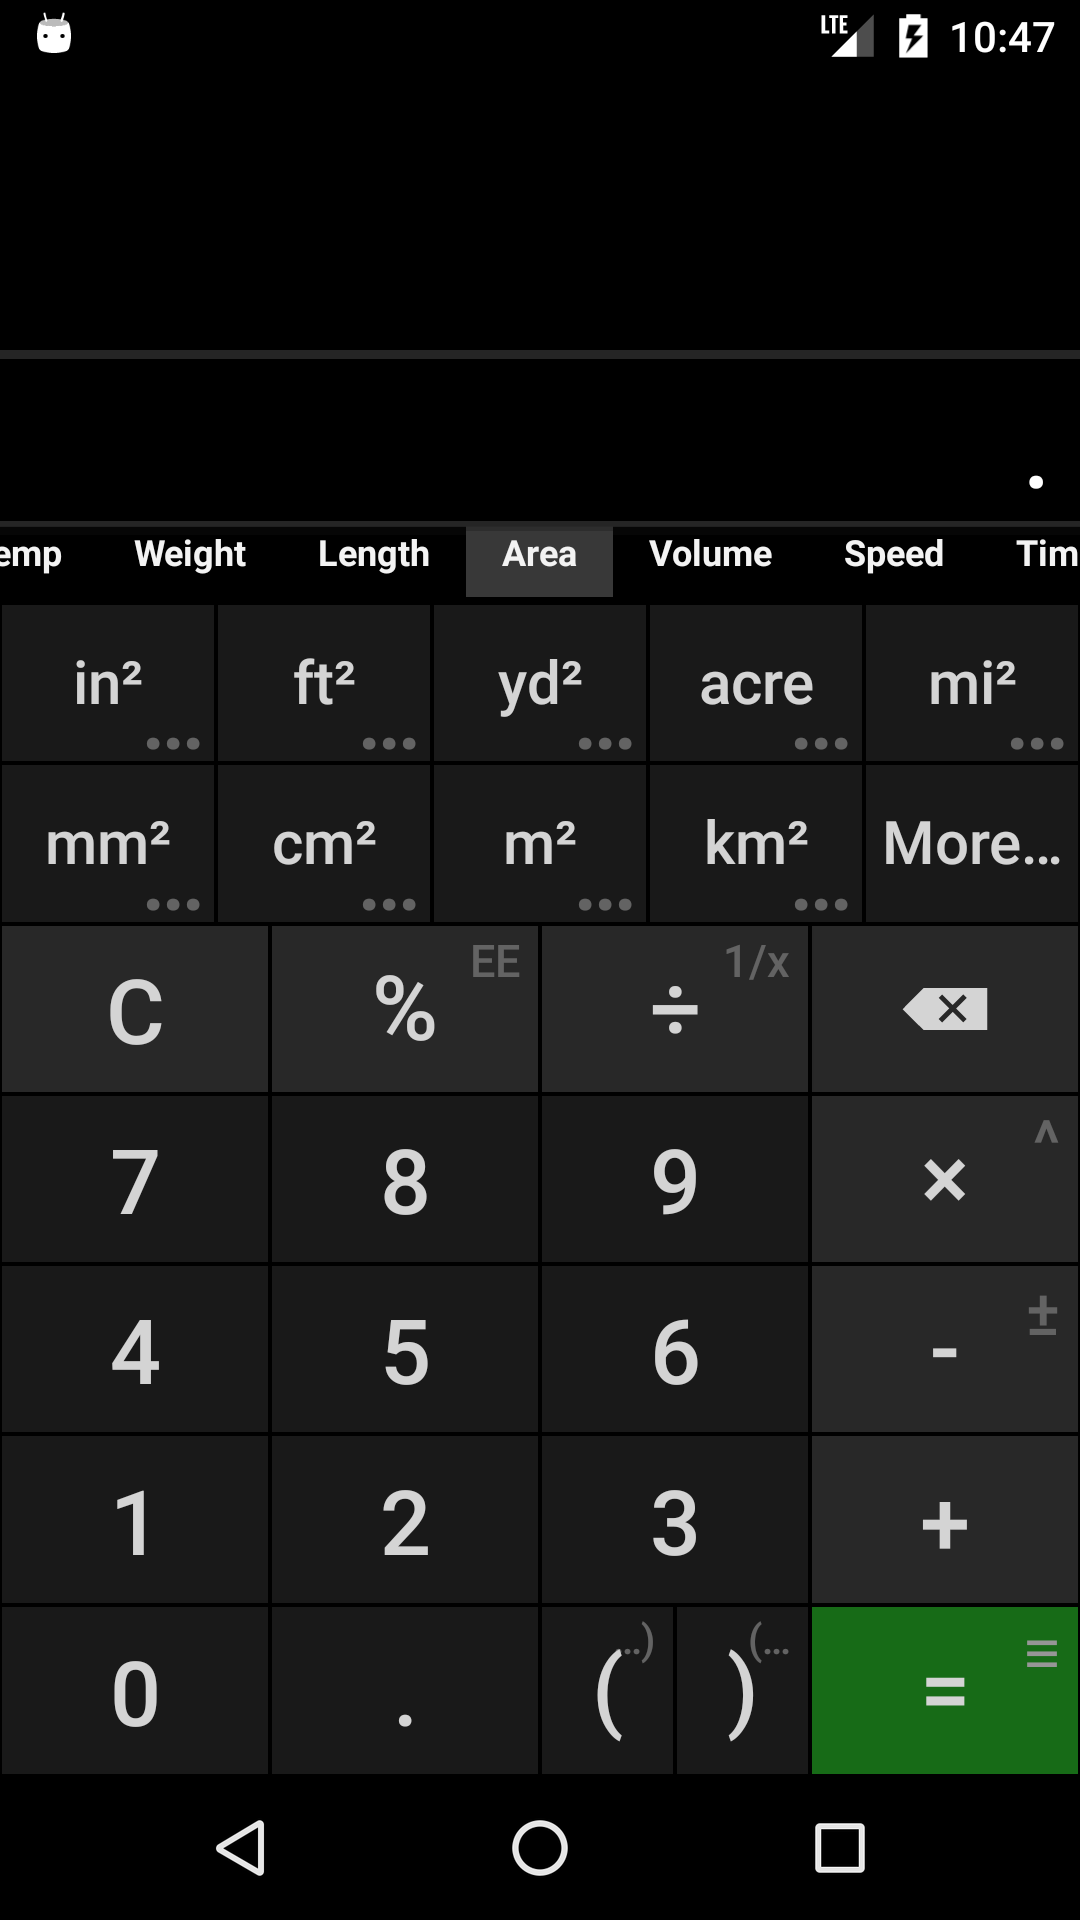 LTE 10:47
.
emp Weight Length Area Volume Speed Tim
in² ft² yd² acre mi²
mm² cm² m² km² More...
C % EE ÷ 1/x
7 8 9 × ^
4 5 6 - ±
1 2 3 +
0 . ( ..) ) (... =